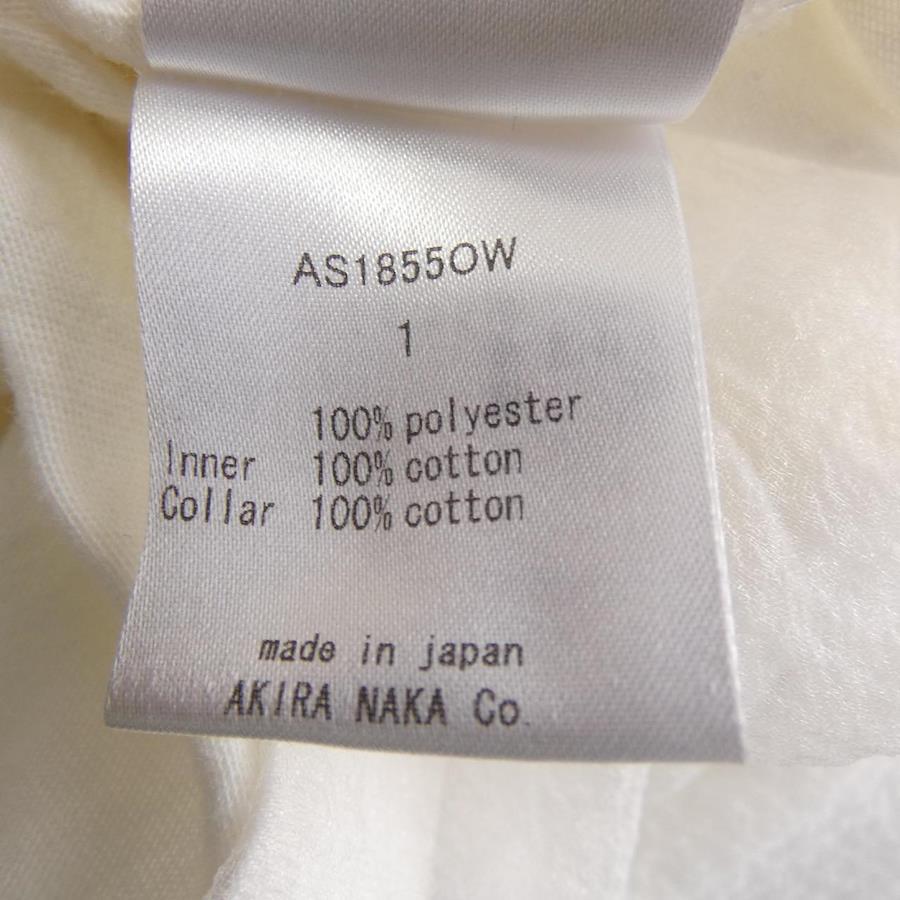 AS1855OW
1
100% polyester
Inner 100% cotton
Collar 100% cotton
made in japan
AKIRA NAKA Co.